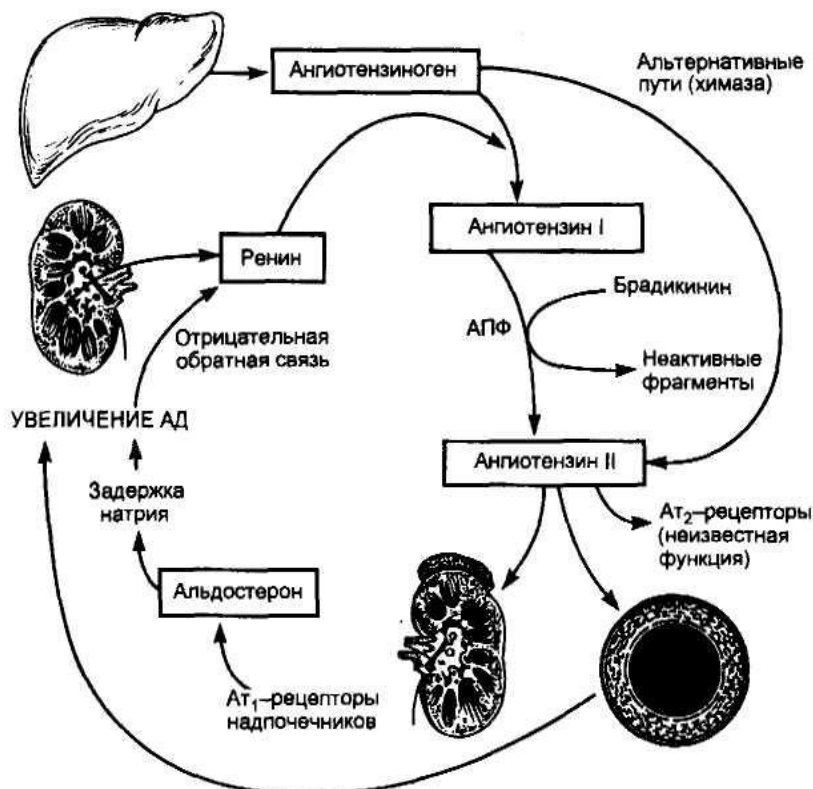 Ангиотензиноген
Альтернативные
пути (химаза)
Ангиотензин I
Ренин
Брадикинин
АПФ
Отрицательная
обратная связь
Неактивные
фрагменты
УВЕЛИЧЕНИЕ АД
Ангиотензин II
Задержка
натрия
Ат₂–рецепторы
(неизвестная
функция)
Альдостерон
Ат₁–рецепторы
надпочечников